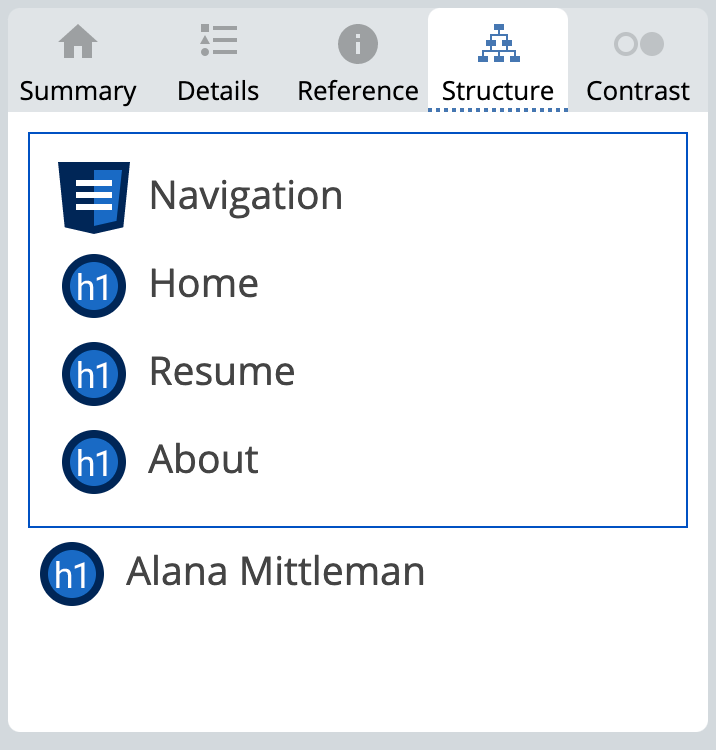 Summary Details Reference Structure Contrast
Navigation
h1 Home
h1 Resume
h1 About
h1 Alana Mittleman